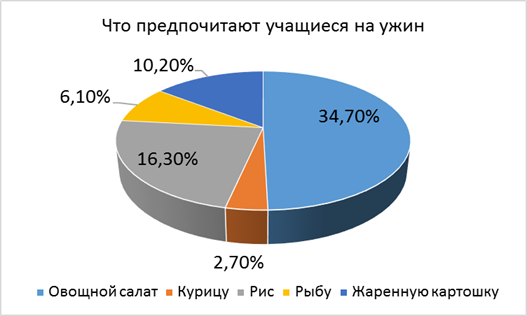 Что предпочитают учащиеся на ужин
10,20%
34,70%
6,10%
16,30%
2,70%
Овощной салат Курицу Рис Рыбу Жаренную картошку